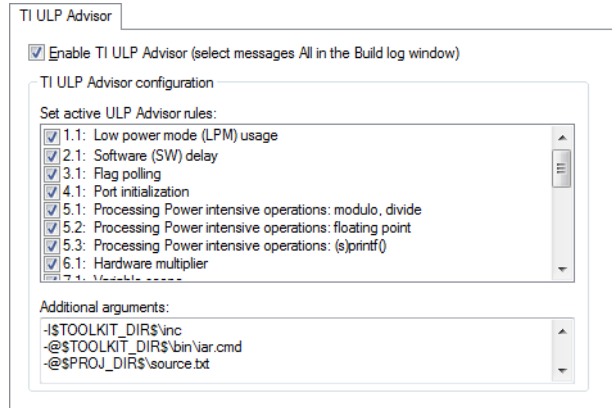 TI ULP Advisor
Enable TI ULP Advisor (select messages All in the Build log window)
TI ULP Advisor configuration
Set active ULP Advisor rules:
1.1: Low power mode (LPM) usage
2.1: Software (SW) delay
3.1: Flag polling
4.1: Port initialization
5.1: Processing Power intensive operations: modulo, divide
5.2: Processing Power intensive operations: floating point
5.3: Processing Power intensive operations: (s)printf()
6.1: Hardware multiplier
Additional arguments:
-I$TOOLKIT_DIR$\inc
-@$TOOLKIT_DIR$\bin\iar.cmd
-@$PROJ_DIR$\source.txt